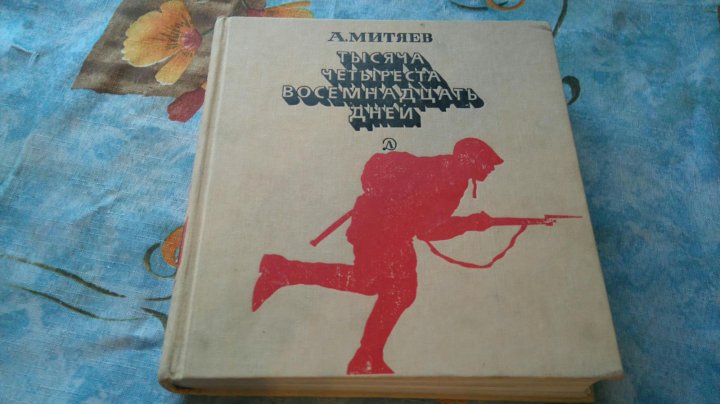 А.МИТЯЕВ
ТЫСЯЧА
ЧЕТЫРЕСТА
ВОСЕМНАДЦАТЬ
ДНЕЙ